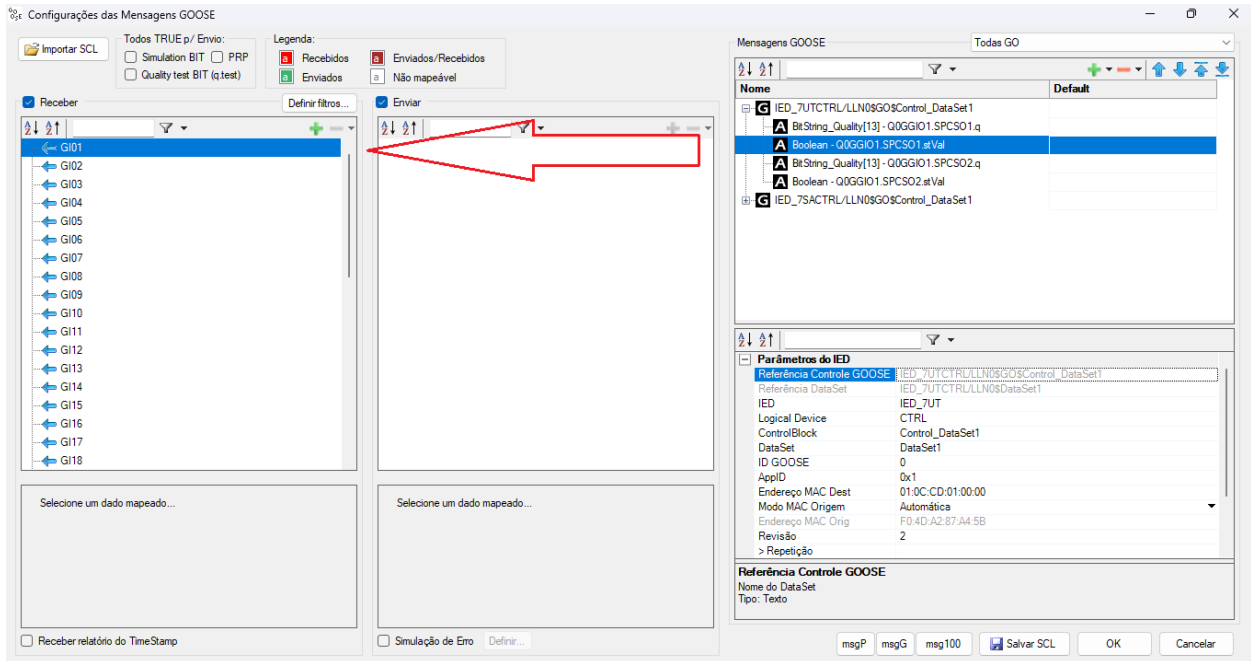 Configurações das Mensagens GOOSE
Importar SCL
Todos TRUE p/ Envio:
Simulation BIT
PRP
Quality test BIT (q.test)
Legenda:
a Recebidos
a Enviados/Recebidos
a Enviados
a Não mapeável
Receber
Definir filtros...
GI01
GI02
GI03
GI04
GI05
GI06
GI07
GI08
GI09
GI10
GI11
GI12
GI13
GI14
GI15
GI16
GI17
GI18
Selecione um dado mapeado...
Receber relatório do TimeStamp
Enviar
Selecione um dado mapeado...
Simulação de Erro
Definir...
Mensagens GOOSE
Todas GO
Nome Default
G IED_7UTCTRL/LLN0$GO$Control_DataSet1
A BitString_Quality[13] - Q0GGIO1.SPCSO1.q
A Boolean - Q0GGIO1.SPCSO1.stVal
A BitString_Quality[13] - Q0GGIO1.SPCSO2.q
A Boolean - Q0GGIO1.SPCSO2.stVal
G IED_7SACTRL/LLN0$GO$Control_DataSet1
Parâmetros do IED
Referência Controle GOOSE IED_7UTCTRL/LLN0$GO$Control_DataSet1
Referência DataSet IED_7UTCTRL/LLN0$DataSet1
IED IED_7UT
Logical Device CTRL
ControlBlock Control_DataSet1
DataSet DataSet1
ID GOOSE 0
AppID 0x1
Endereço MAC Dest 01:0C:CD:01:00:00
Modo MAC Origem Automática
Endereço MAC Orig F0:4D:A2:87:A4:5B
Revisão 2
> Repetição
Referência Controle GOOSE
Nome do DataSet
Tipo: Texto
msgP
msgG
msg100
Salvar SCL
OK
Cancelar